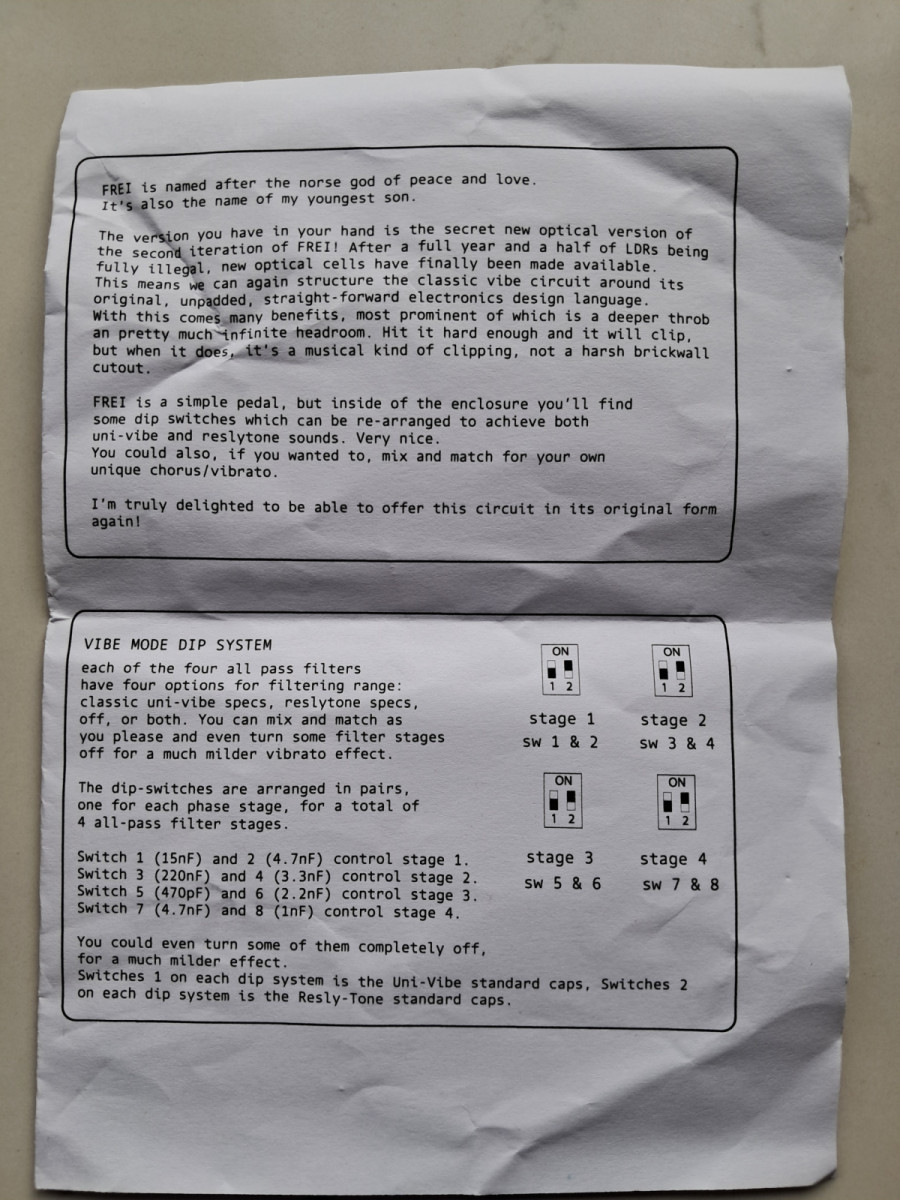 FREI is named after the norse god of peace and love.
It's also the name of my youngest son.
The version you have in your hand is the secret new optical version of
the second iteration of FREI! After a full year and a half of LDRs being
fully illegal, new optical cells have finally been made available.
This means we can again structure the classic vibe circuit around its
original, unpadded, straight-forward electronics design language.
With this comes many benefits, most prominent of which is a deeper throb
an pretty much infinite headroom. Hit it hard enough and it will clip,
but when it does, it's a musical kind of clipping, not a harsh brickwall
cutout.
FREI is a simple pedal, but inside of the enclosure you'll find
some dip switches which can be re-arranged to achieve both
uni-vibe and reslytone sounds. Very nice.
You could also, if you wanted to, mix and match for your own
unique chorus/vibrato.
I'm truly delighted to be able to offer this circuit in its original form
again!
VIBE MODE DIP SYSTEM
each of the four all pass filters
have four options for filtering range:
classic uni-vibe specs, reslytone specs,
off, or both. You can mix and match as
you please and even turn some filter stages
off for a much milder vibrato effect.
The dip-switches are arranged in pairs,
one for each phase stage, for a total of
4 all-pass filter stages.
Switch 1 (15nF) and 2 (4.7nF) control stage 1.
Switch 3 (220nF) and 4 (3.3nF) control stage 2.
Switch 5 (470pF) and 6 (2.2nF) control stage 3.
Switch 7 (4.7nF) and 8 (1nF) control stage 4.
You could even turn some of them completely off,
for a much milder effect.
Switches 1 on each dip system is the Uni-Vibe standard caps, Switches 2
on each dip system is the Resly-Tone standard caps.
ON
1 2
stage 1
sw 1 & 2
ON
1 2
stage 2
sw 3 & 4
ON
1 2
stage 3
sw 5 & 6
ON
1 2
stage 4
sw 7 & 8